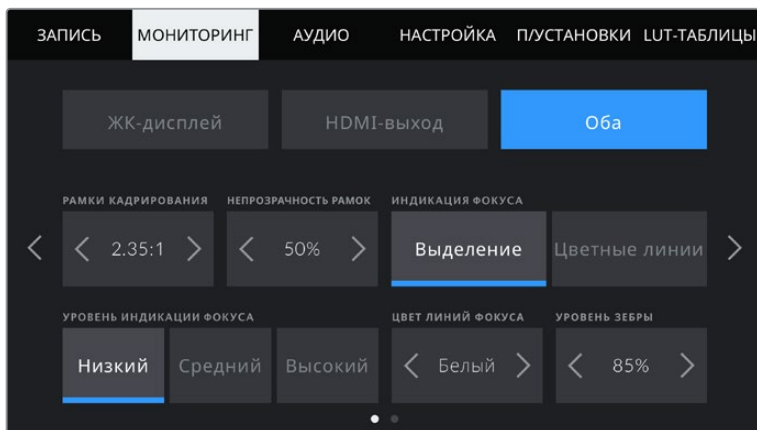 ЗАПИСЬ МОНИТОРИНГ АУДИО НАСТРОЙКА П/УСТАНОВКИ LUT-ТАБЛИЦЫ
ЖК-дисплей HDMI-выход Оба
РАМКИ КАДРИРОВАНИЯ НЕПРОЗРАЧНОСТЬ РАМОК ИНДИКАЦИЯ ФОКУСА
2.35:1 50% Выделение Цветные линии
УРОВЕНЬ ИНДИКАЦИИ ФОКУСА ЦВЕТ ЛИНИЙ ФОКУСА УРОВЕНЬ ЗЕБРЫ
Низкий Средний Высокий Белый 85%